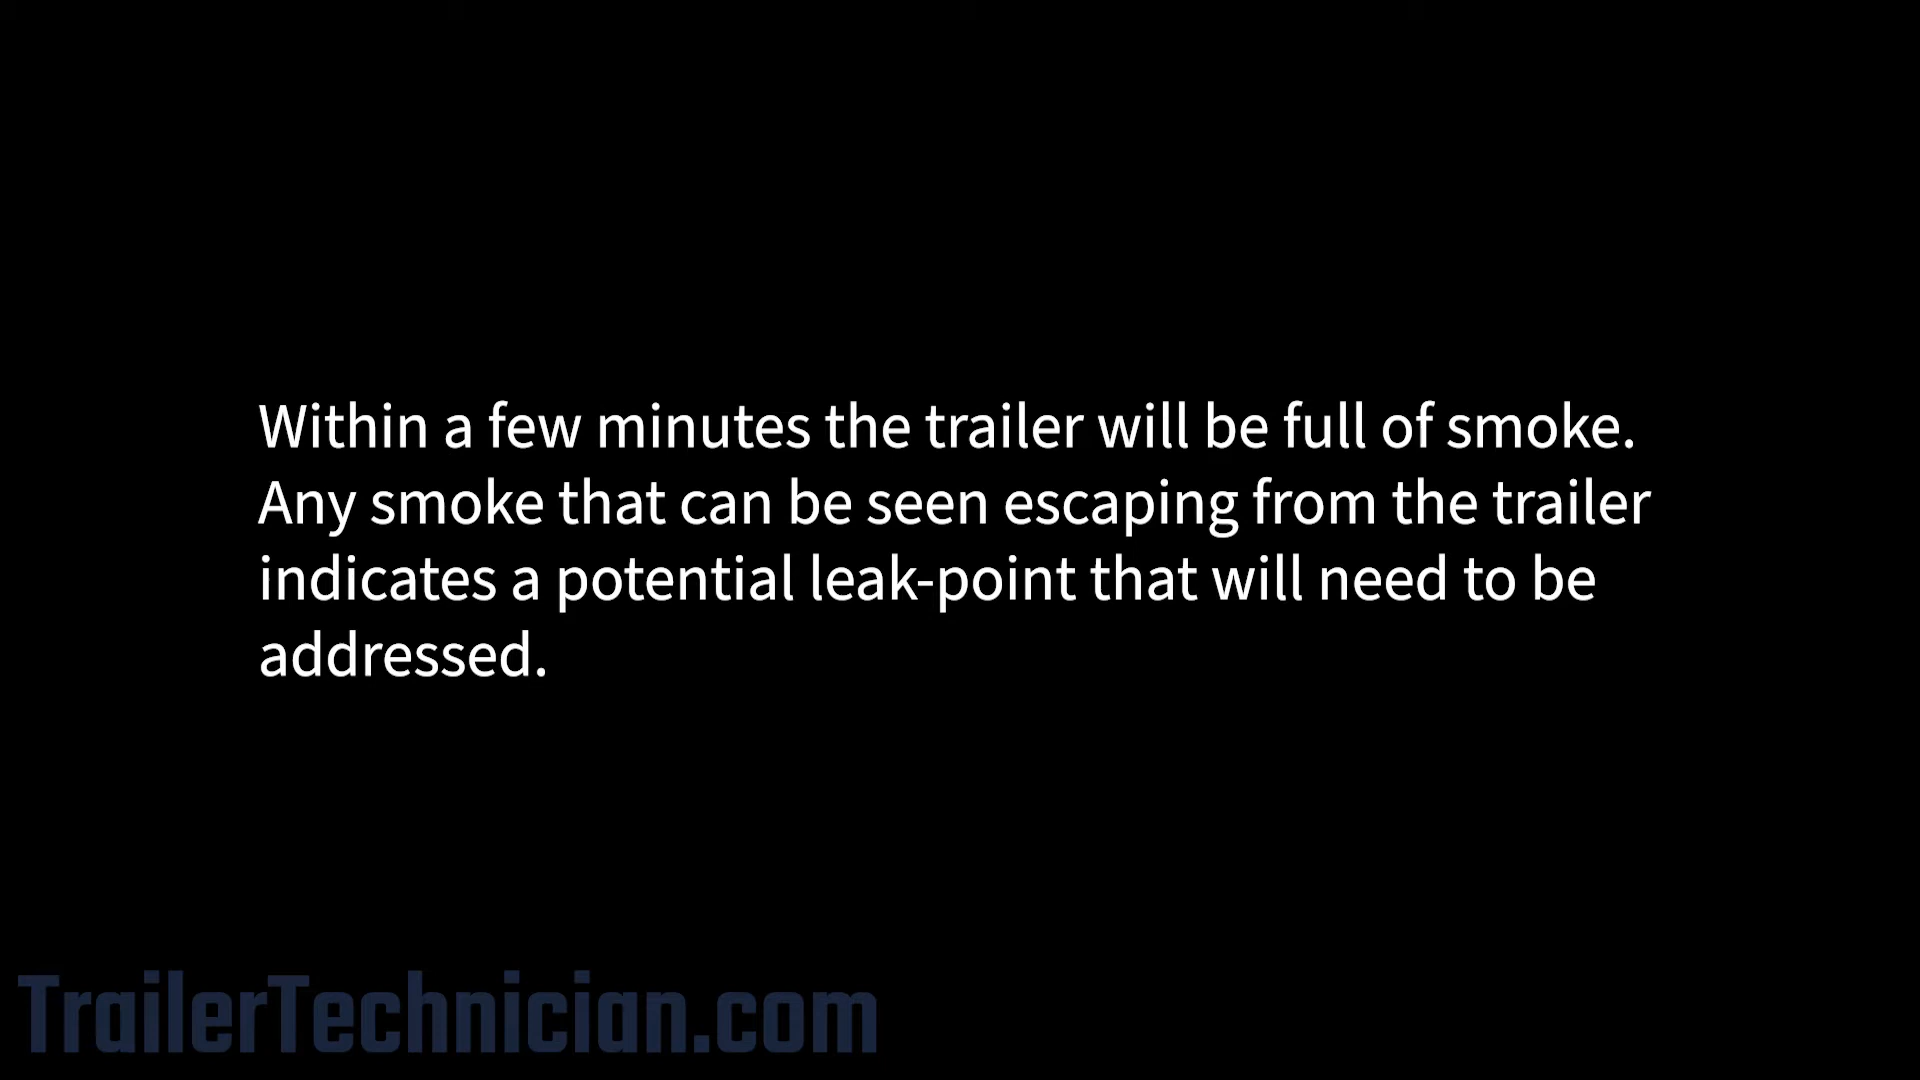 Within a few minutes the trailer will be full of smoke.
Any smoke that can be seen escaping from the trailer
indicates a potential leak-point that will need to be
addressed.
TrailerTechnician.com